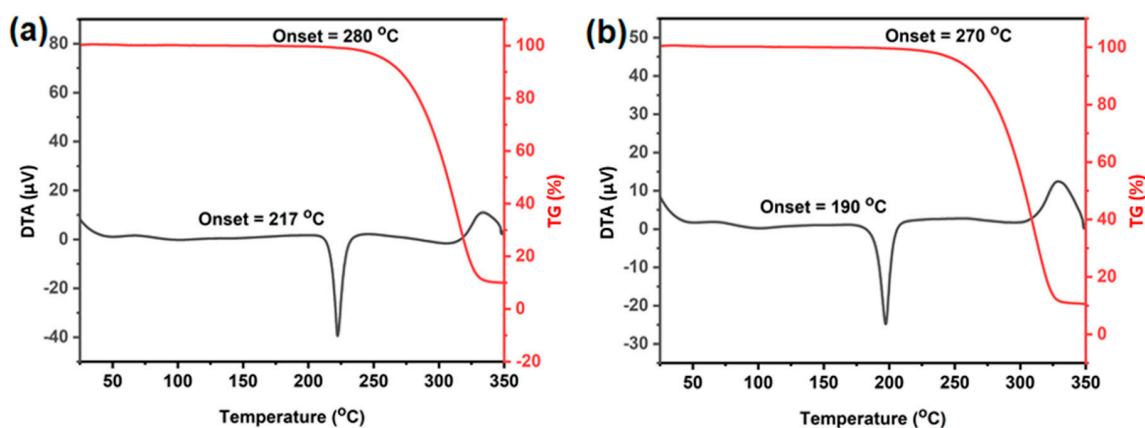 (a)
Onset = 280 °C
Onset = 217 °C
DTA (µV)
80
60
40
20
0
-20
-40
TG (%)
100
80
60
40
20
0
-20
50 100 150 200 250 300 350
Temperature (°C)
(b)
Onset = 270 °C
Onset = 190 °C
DTA (µV)
50
40
30
20
10
0
-10
-20
-30
TG (%)
100
80
60
40
20
0
50 100 150 200 250 300 350
Temperature (°C)